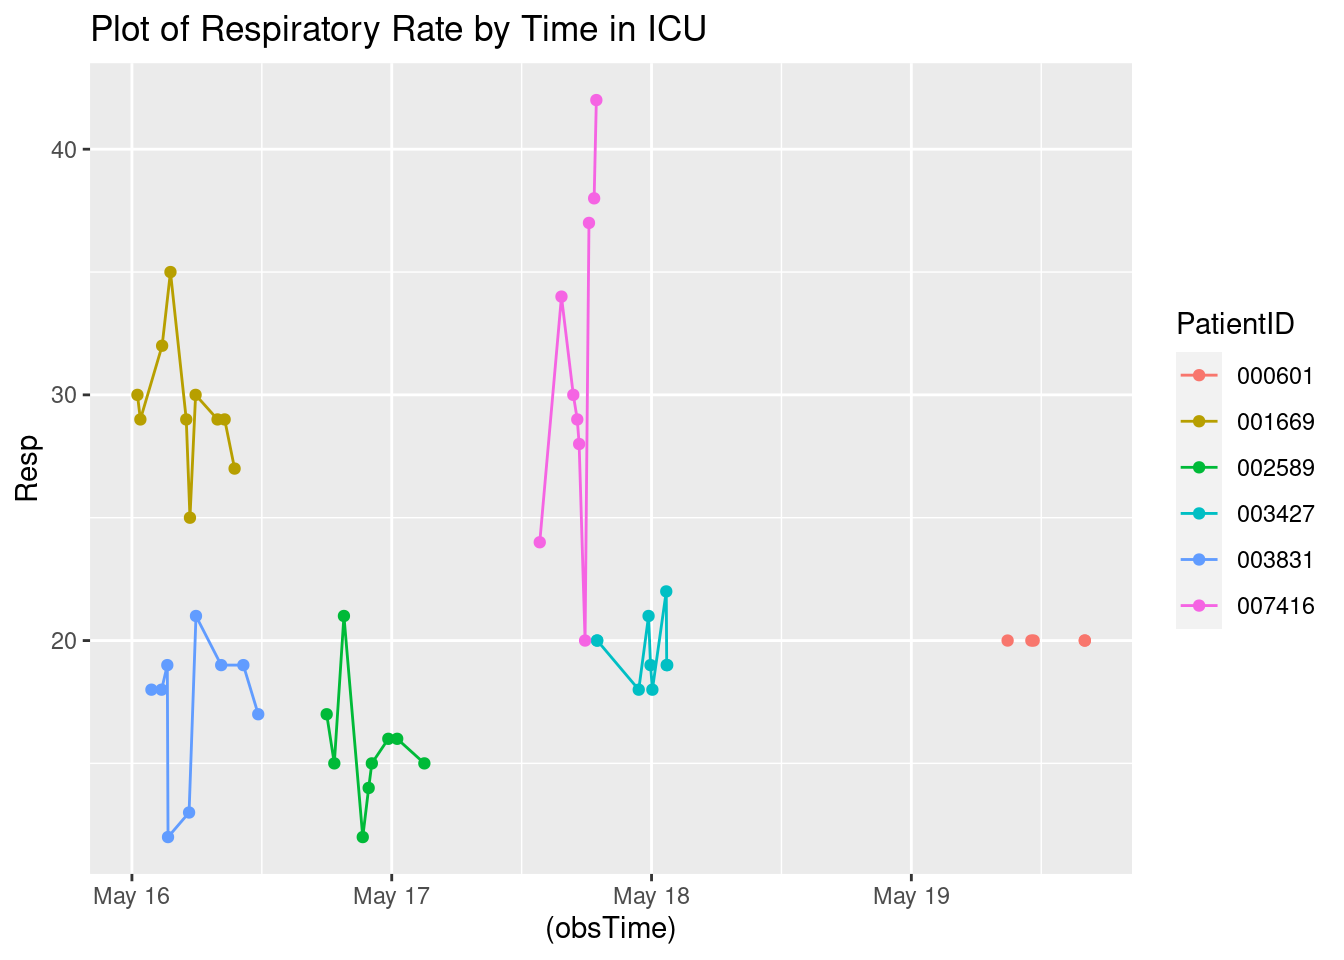 Plot of Respiratory Rate by Time in ICU
40
30
20
Resp
May 16
May 17
May 18
May 19
(obsTime)
PatientID
000601
001669
002589
003427
003831
007416